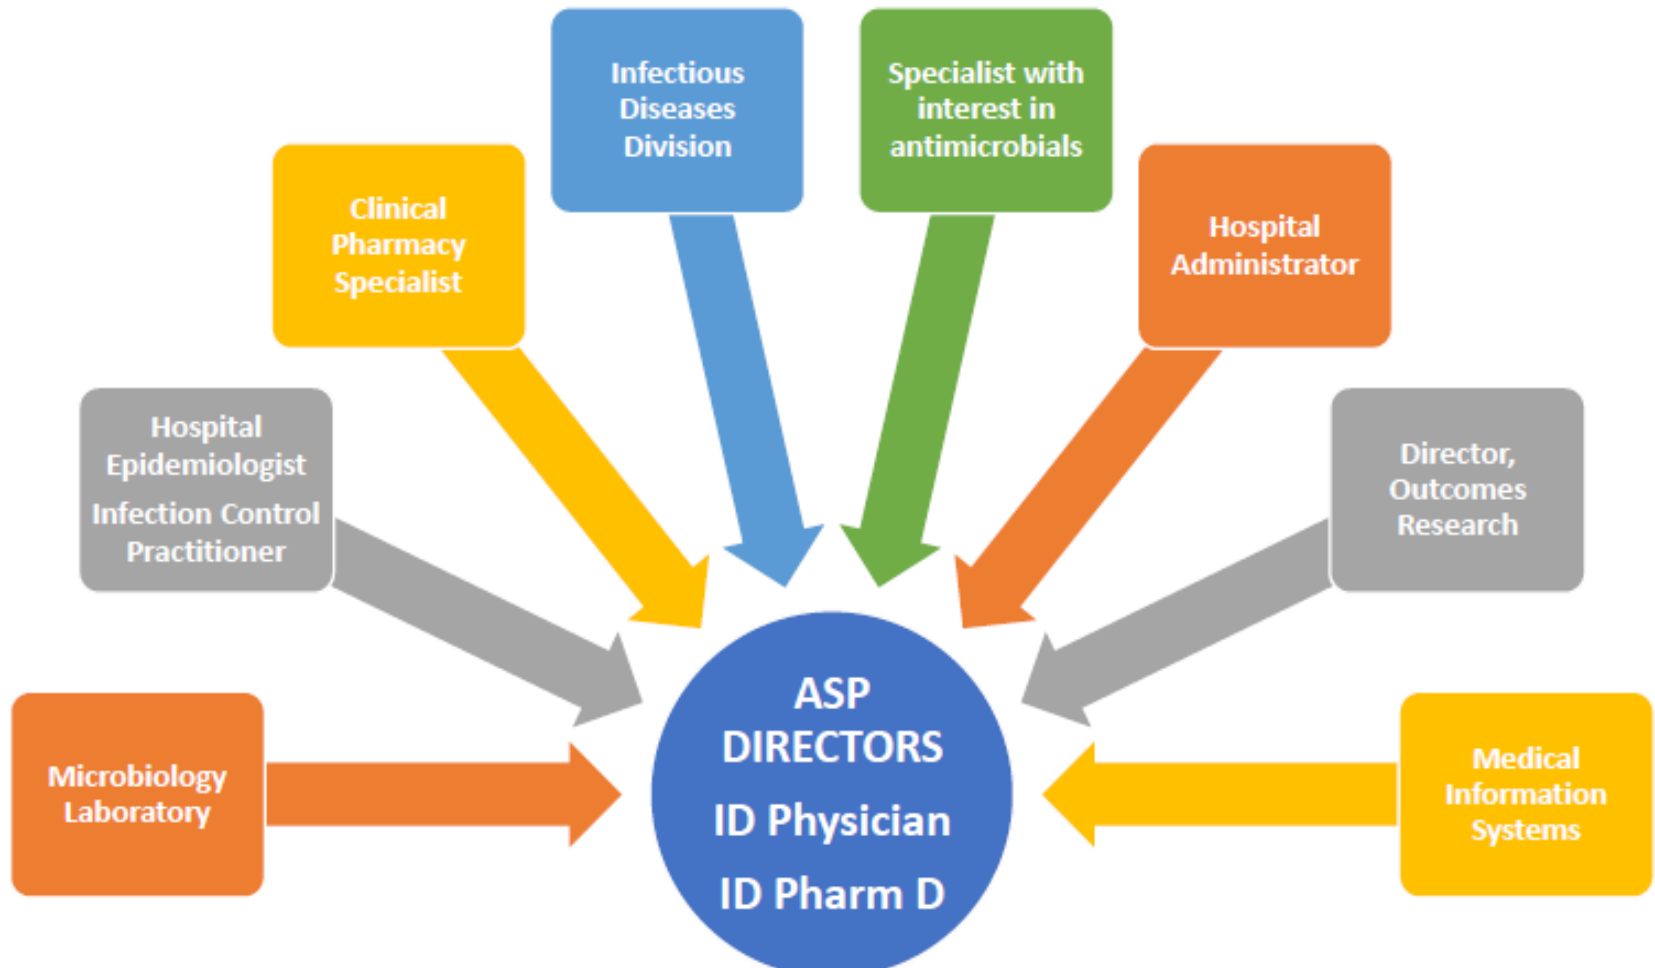 Infectious
Diseases
Division
Specialist with
interest in
antimicrobials
Clinical
Pharmacy
Specialist
Hospital
Administrator
Hospital
Epidemiologist
Infection Control
Practitioner
Director,
Outcomes
Research
Microbiology
Laboratory
ASP
DIRECTORS
ID Physician
ID Pharm D
Medical
Information
Systems